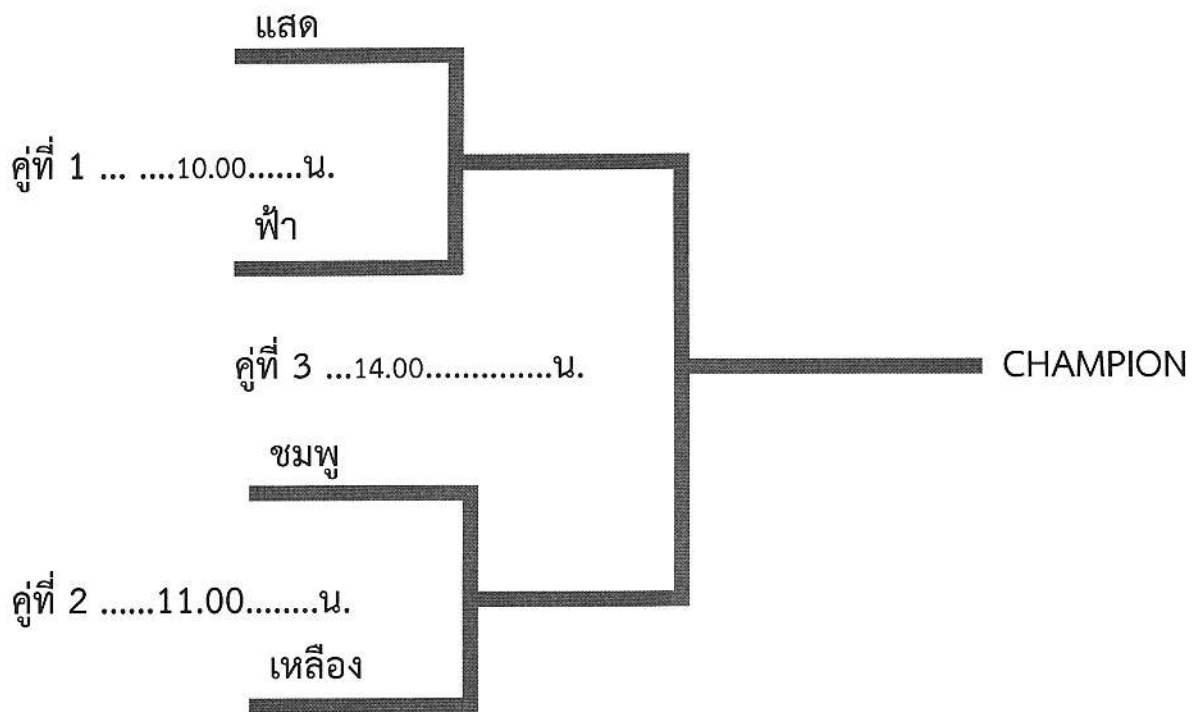 แสด
คู่ที่ 1 ... ....10.00......น.
ฟ้า
คู่ที่ 3 ...14.00..............น.
CHAMPION
ชมพู
คู่ที่ 2 ......11.00........น.
เหลือง